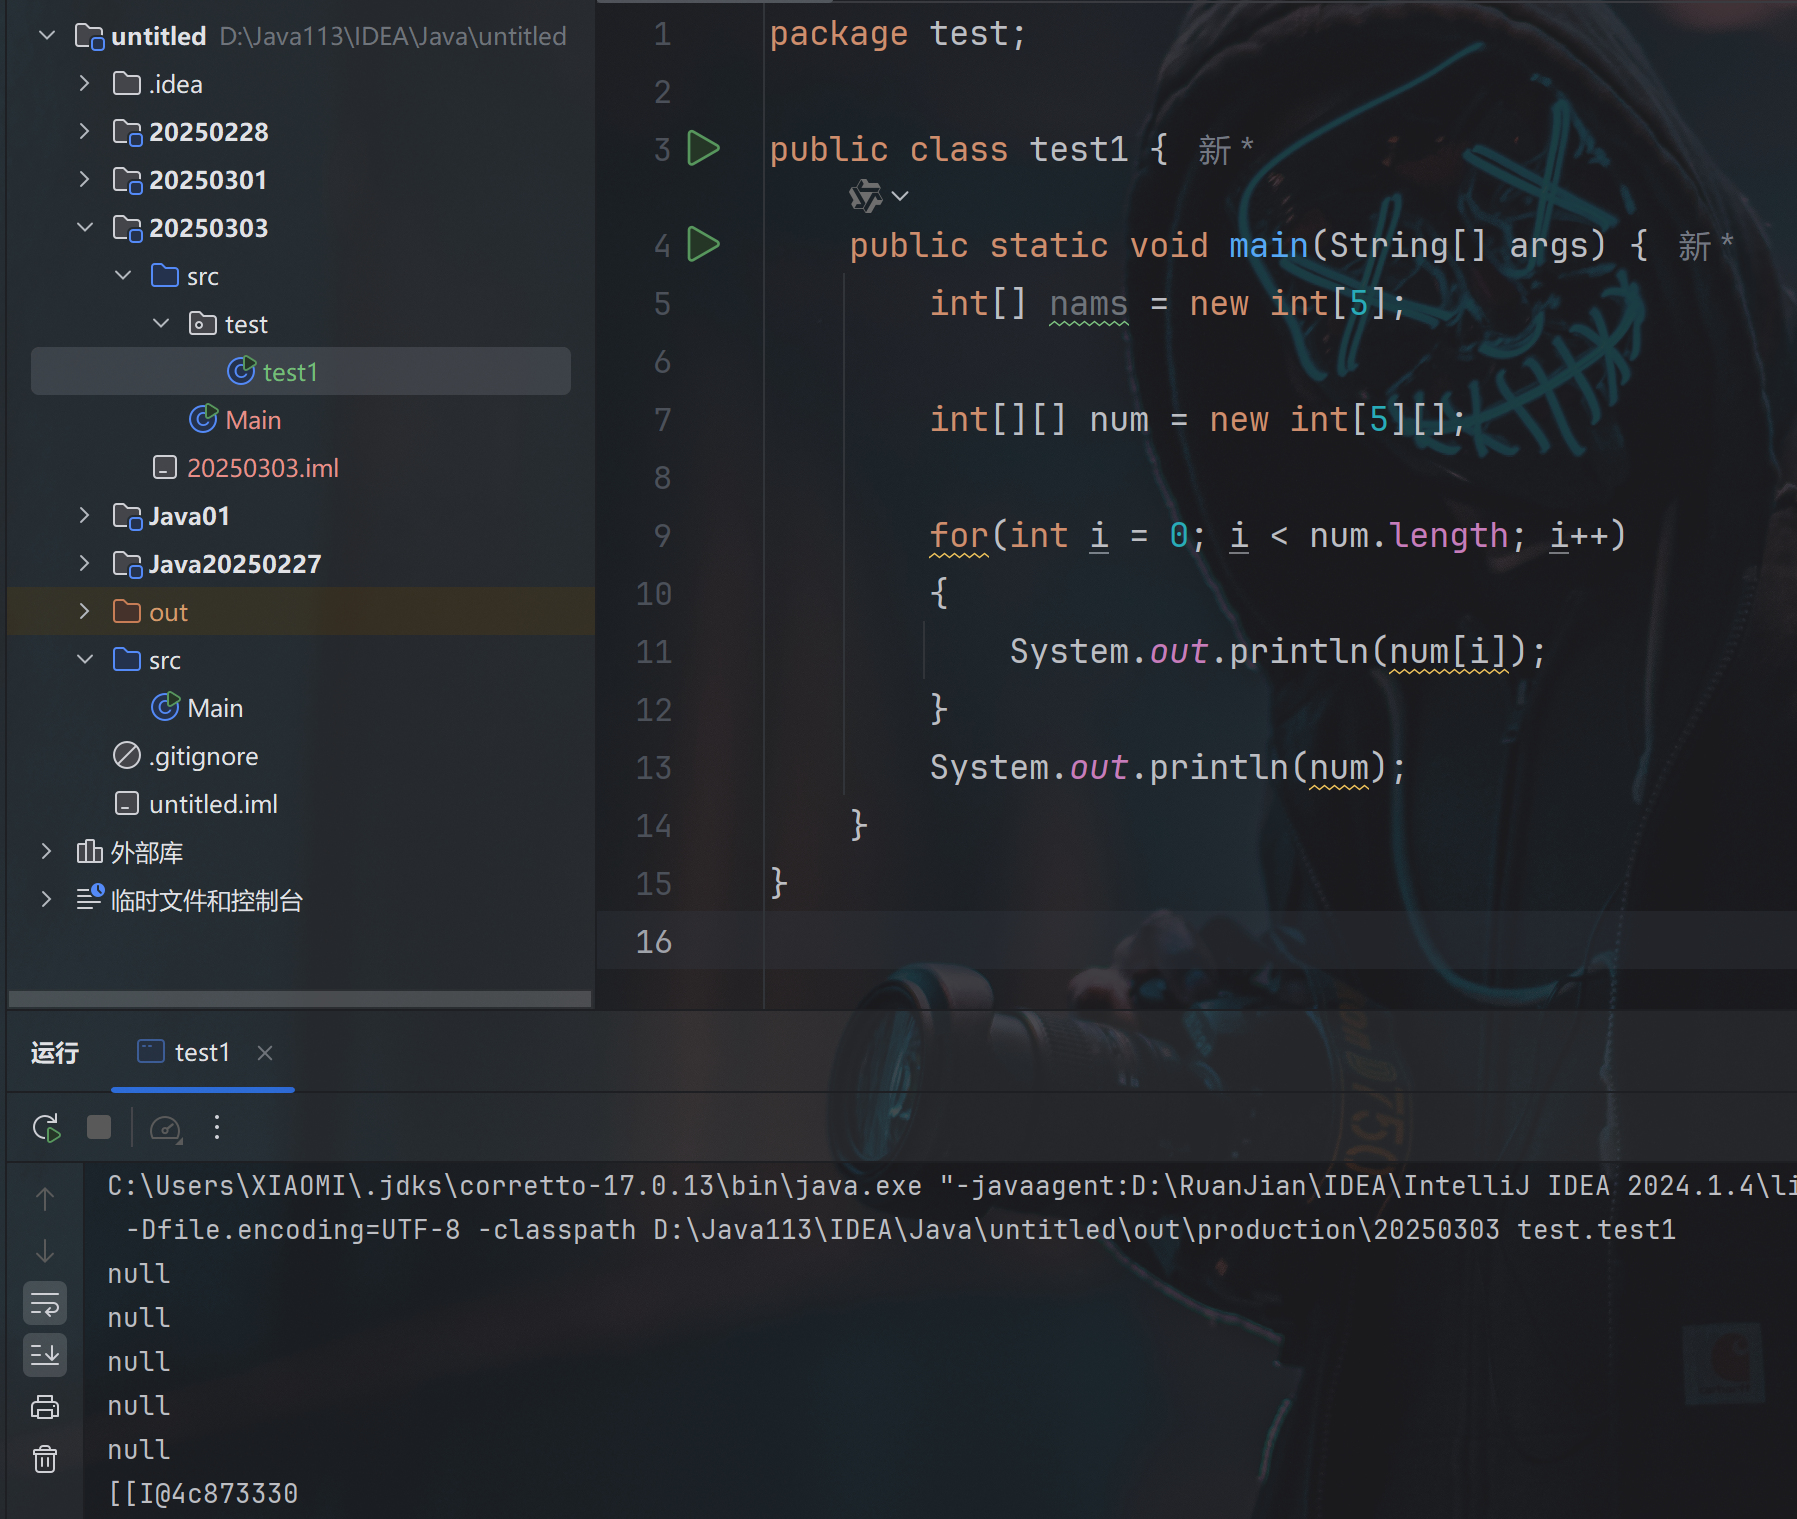 untitled D:\Java113\IDEA\Java\untitled
.idea
20250228
20250301
20250303
src
test
test1
Main
20250303.iml
Java01
Java20250227
out
src
Main
.gitignore
untitled.iml
外部库
临时文件和控制台
1 package test;
2
3 public class test1 { 新 *
4 public static void main(String[] args) { 新 *
5 int[] nams = new int[5];
6
7 int[][] num = new int[5][];
8
9 for(int i = 0; i < num.length; i++)
10 {
11 System.out.println(num[i]);
12 }
13 System.out.println(num);
14 }
15 }
16
运行 test1
C:\Users\XIAOMI\.jdks\corretto-17.0.13\bin\java.exe "-javaagent:D:\RuanJian\IDEA\IntelliJ IDEA 2024.1.4\li
-Dfile.encoding=UTF-8 -classpath D:\Java113\IDEA\Java\untitled\out\production\20250303 test.test1
null
null
null
null
null
[[I@4c873330